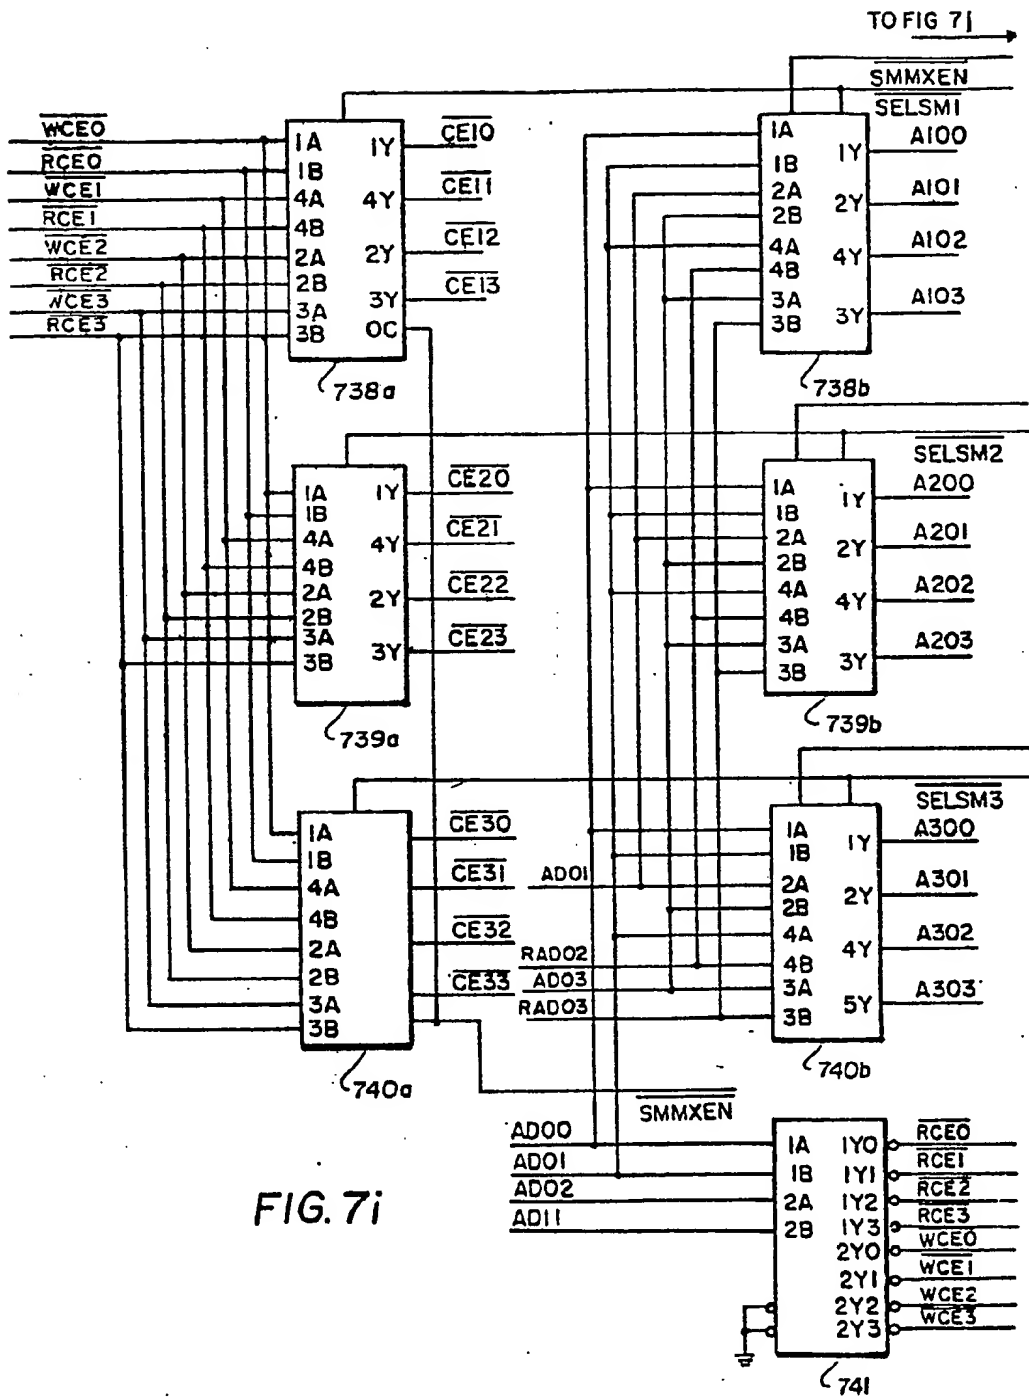 TO FIG 7j
SMMXEN
SELSM1
WCE0
RCE0
WCE1
RCE1
WCE2
RCE2
WCE3
RCE3
1A
1B
4A
4B
2A
2B
3A
3B
1Y
4Y
2Y
3Y
OC
CE10
CE11
CE12
CE13
738a
1A
1B
2A
2B
4A
4B
3A
3B
1Y
2Y
4Y
3Y
A100
A101
A102
A103
738b
1A
1B
4A
4B
2A
2B
3A
3B
1Y
4Y
2Y
3Y
CE20
CE21
CE22
CE23
739a
SELSM2
1A
1B
2A
2B
4A
4B
3A
3B
1Y
2Y
4Y
3Y
A200
A201
A202
A203
739b
1A
1B
4A
4B
2A
2B
3A
3B
CE30
CE31
CE32
CE33
740a
SMMXEN
SELSM3
AD01
RAD02
AD03
RAD03
1A
1B
2A
2B
4A
4B
3A
3B
1Y
2Y
4Y
5Y
A300
A301
A302
A303
740b
AD00
AD01
AD02
AD11
1A
1B
2A
2B
1Y0
1Y1
1Y2
1Y3
2Y0
2Y1
2Y2
2Y3
RCE0
RCE1
RCE2
RCE3
WCE0
WCE1
WCE2
WCE3
741
FIG. 7i